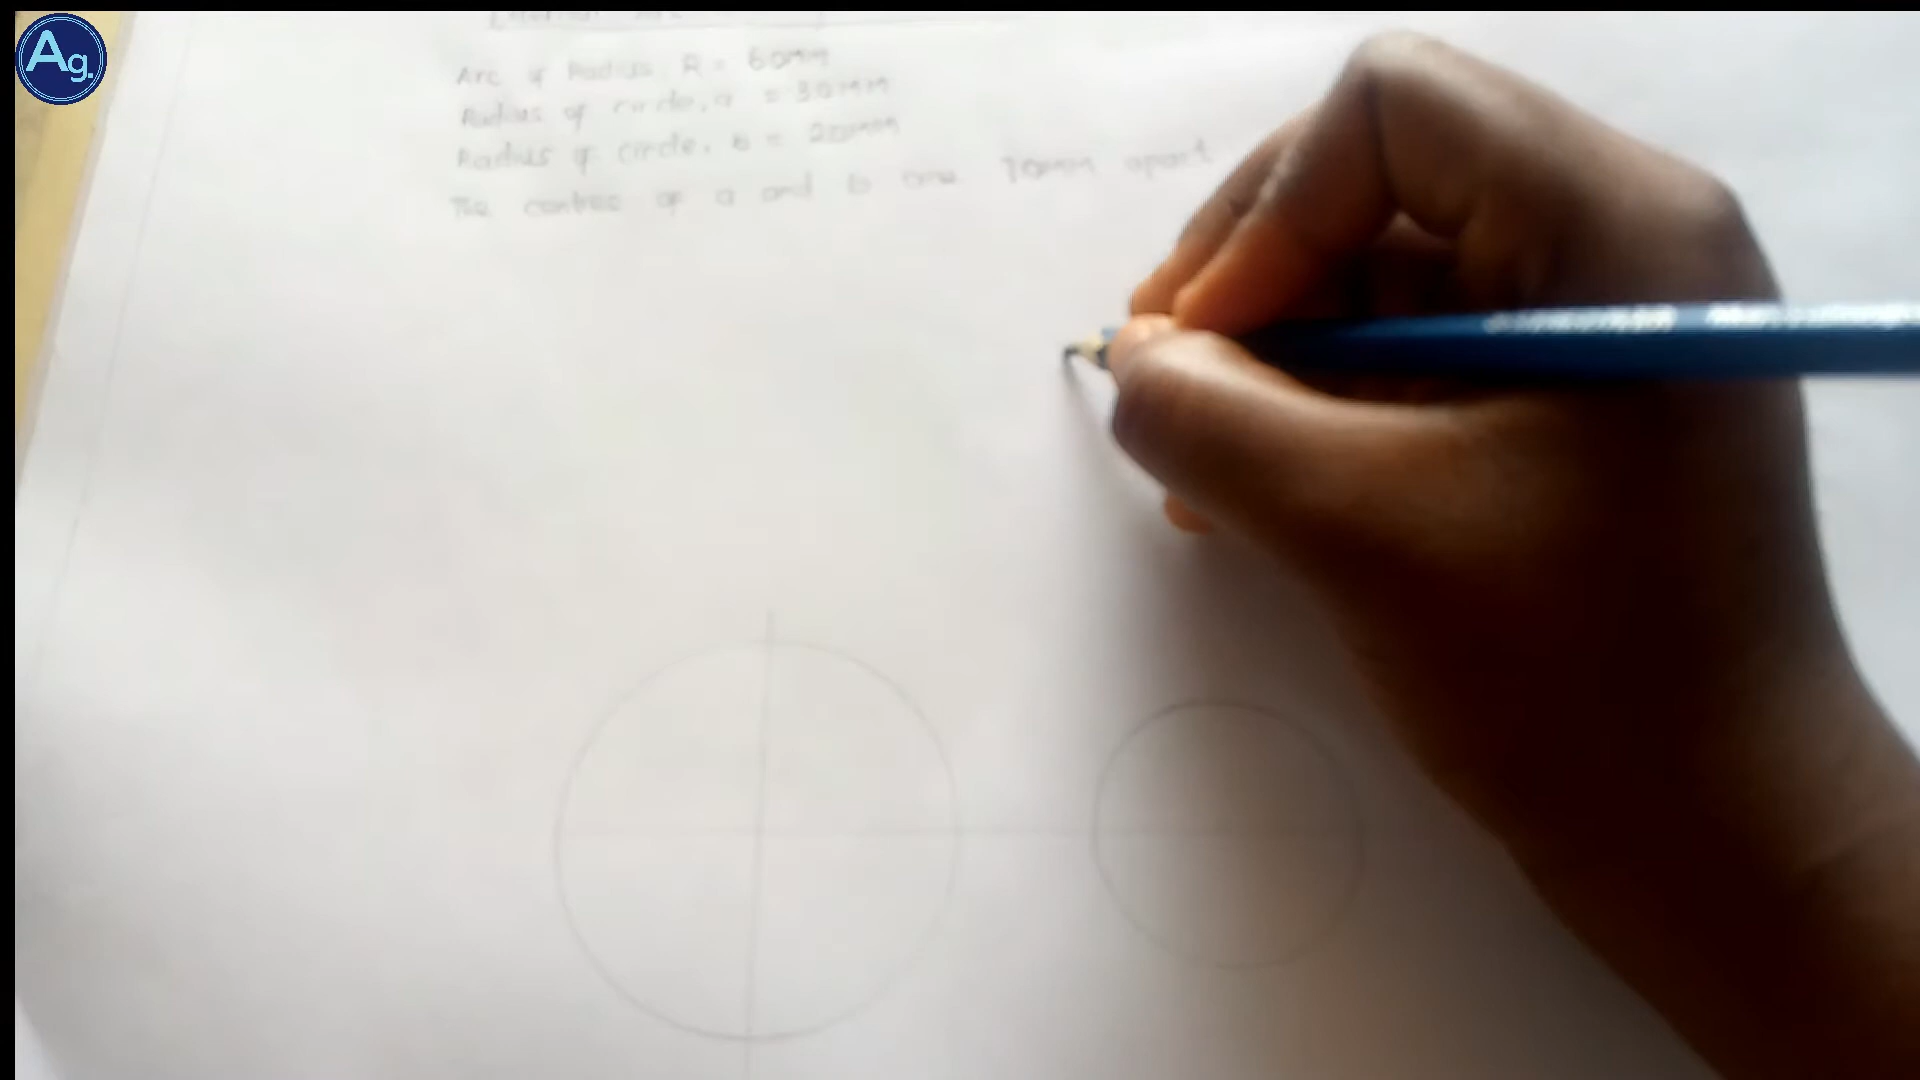 Ag.
Arc of Radius R = 60mm
Radius of circle, a = 30mm
Radius of circle, b = 20mm
The centres of a and b are 70mm apart